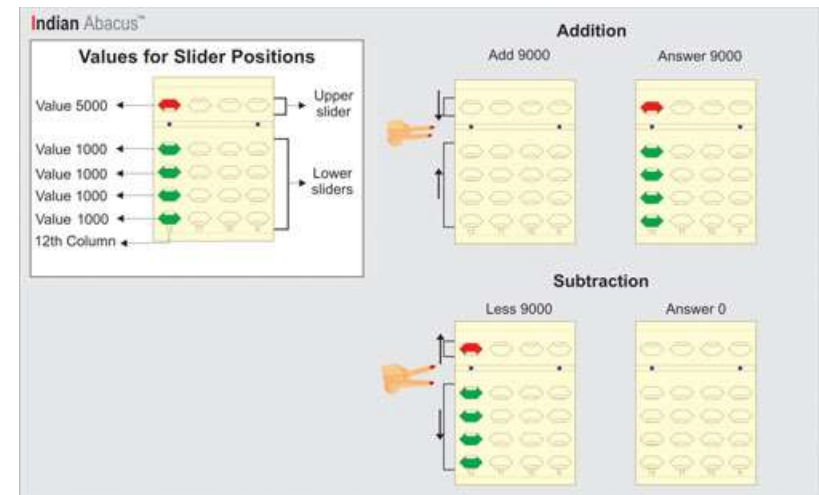 Indian Abacus™
Values for Slider Positions
Value 5000
Upper
slider
Value 1000
Value 1000
Value 1000
Value 1000
Lower
sliders
12th Column
Addition
Add 9000
Answer 9000
Subtraction
Less 9000
Answer 0